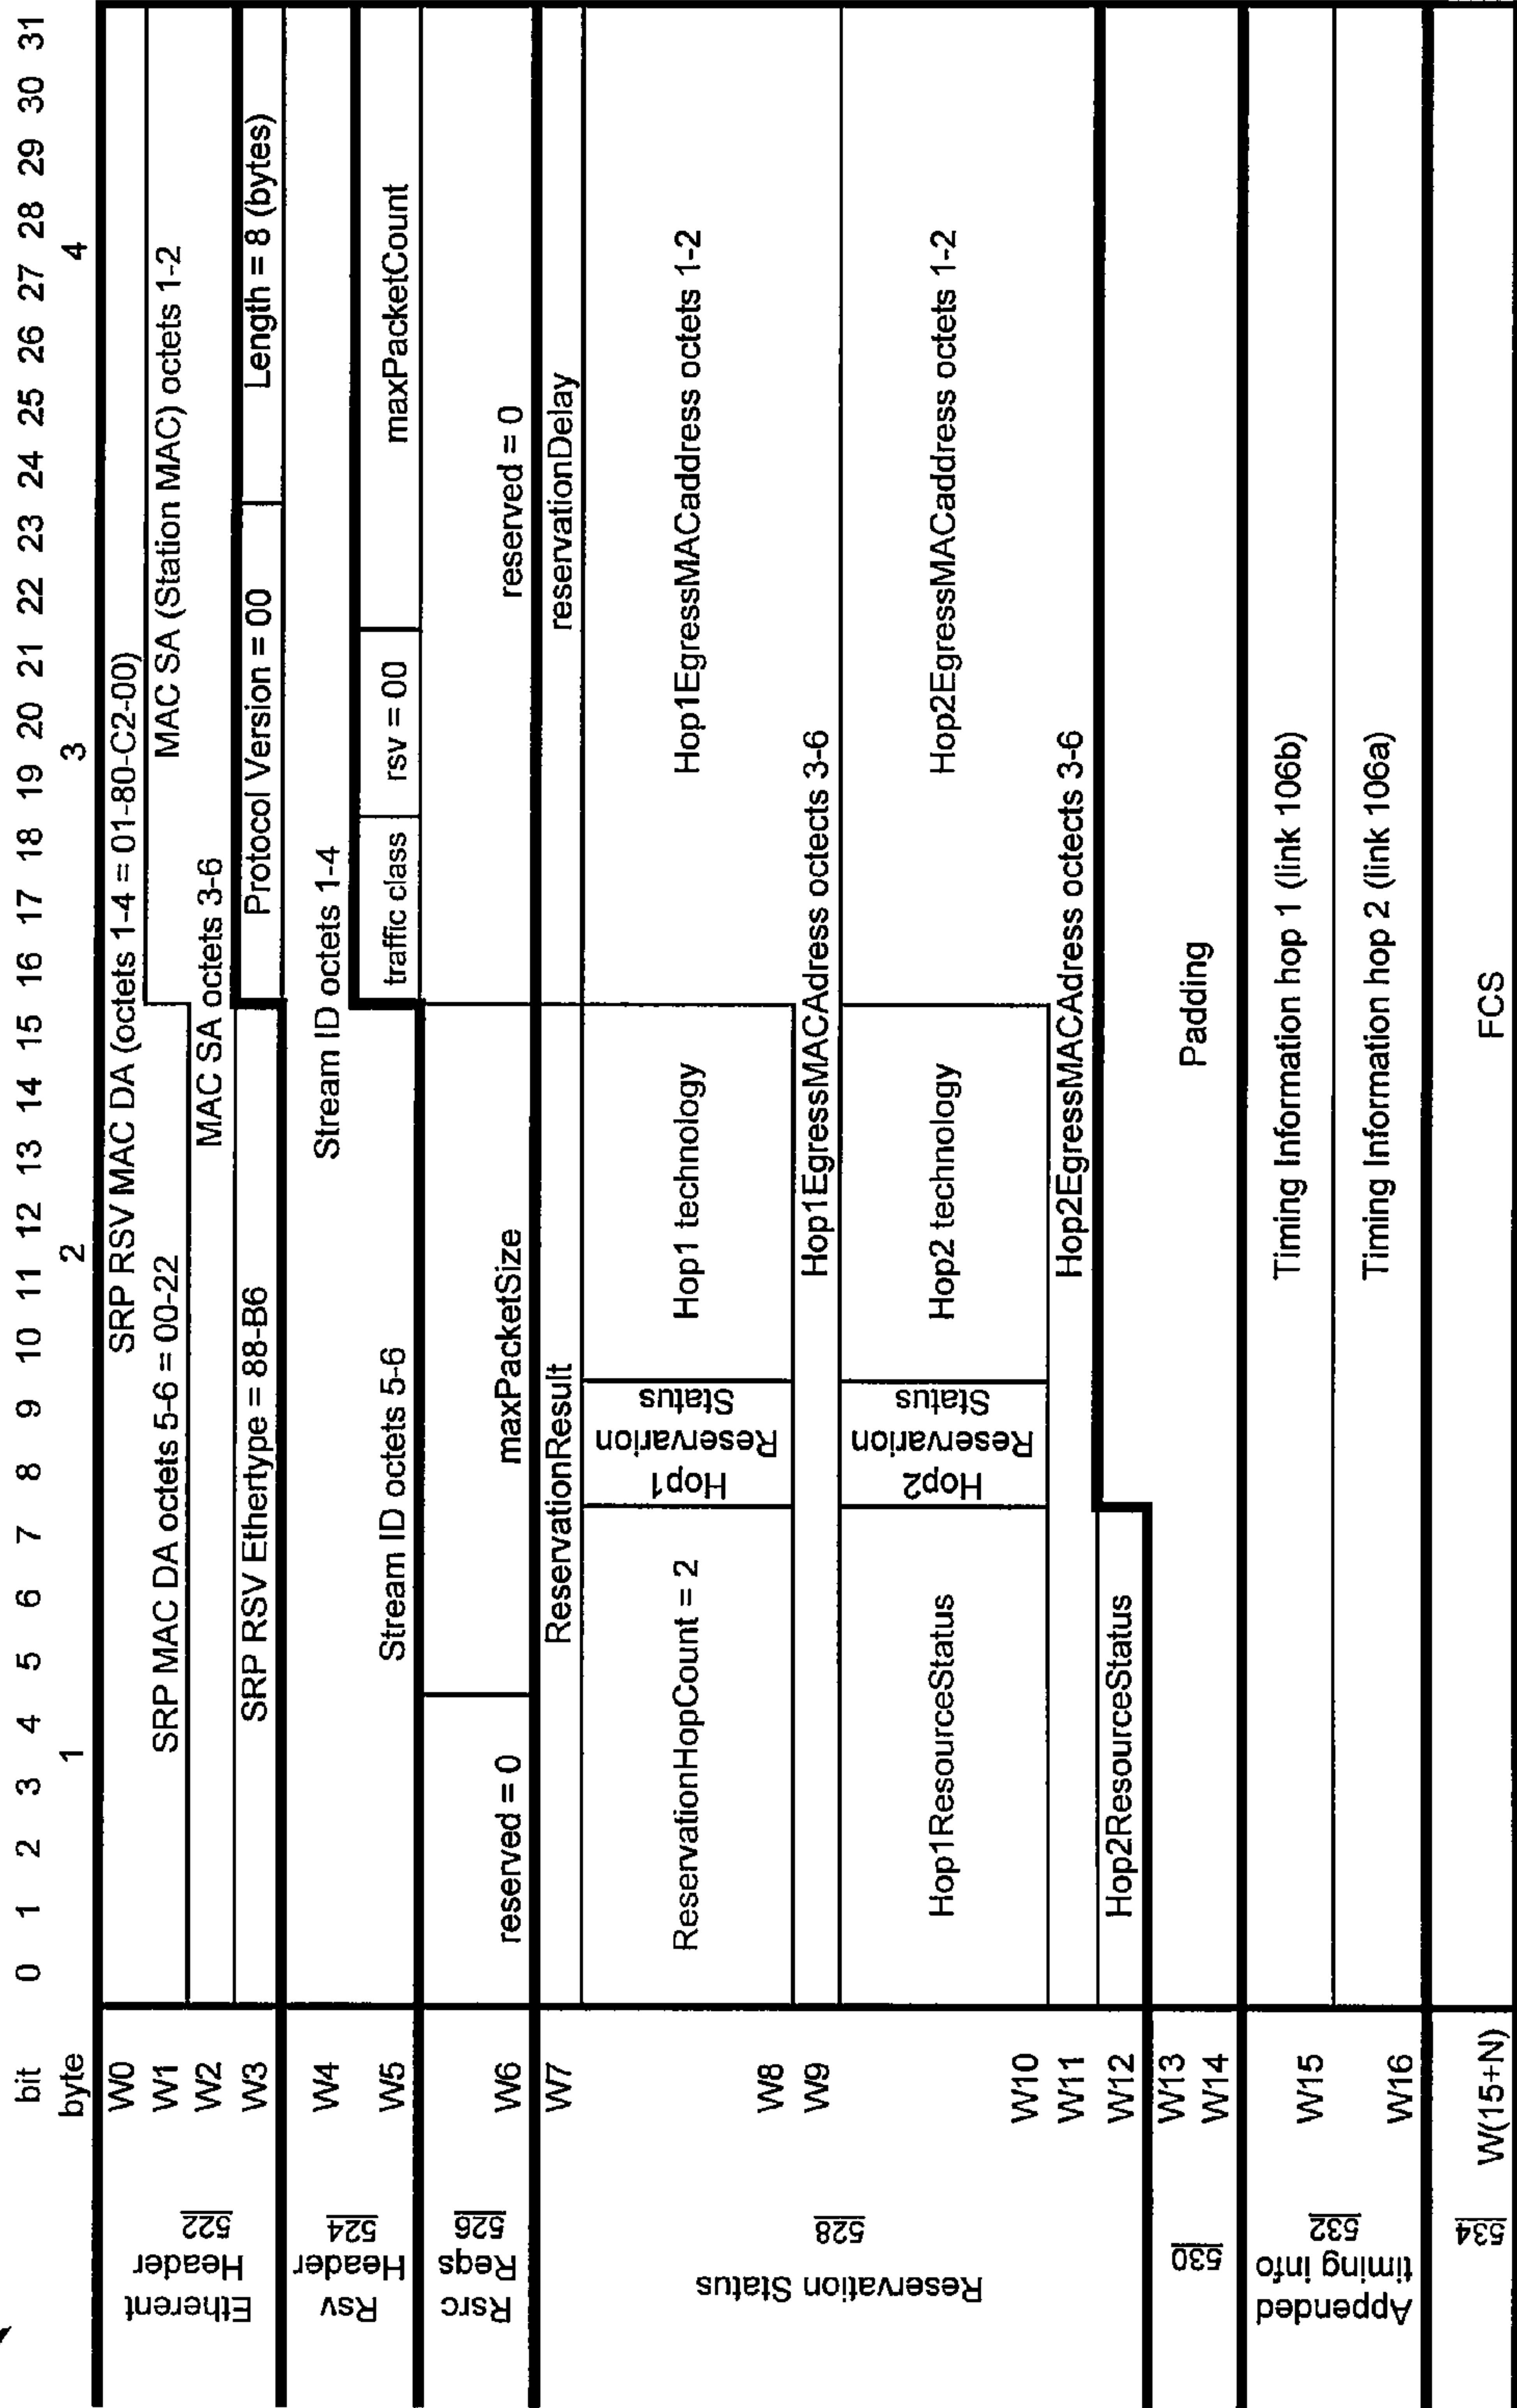 bit 0 1 2 3 4 5 6 7 8 9 10 11 12 13 14 15 16 17 18 19 20 21 22 23 24 25 26 27 28 29 30 31
byte 1 2 3 4
Etherent
Header
522
W0 SRP RSV MAC DA (octets 1-4 = 01-80-C2-00)
W1 SRP MAC DA octets 5-6 = 00-22 MAC SA (Station MAC) octets 1-2
W2 MAC SA octets 3-6
W3 SRP RSV Ethertype = 88-B6 Protocol Version = 00 Length = 8 (bytes)
Rsv
Header
524
W4 Stream ID octets 1-4
W5 Stream ID octets 5-6 traffic class rsv = 00 maxPacketCount
Rsrc
Reqs
526
W6 reserved = 0 maxPacketSize reserved = 0
Reservation Status
528
W7 ReservationResult reservationDelay
W8 ReservationHopCount = 2
Hop1
Reservarion
Status
Hop1 technology Hop1EgressMACaddress octets 1-2
W9 Hop1EgressMACAdress octects 3-6
W10 Hop1ResourceStatus
Hop2
Reservarion
Status
Hop2 technology Hop2EgressMACaddress octets 1-2
W11 Hop2EgressMACAdress octects 3-6
W12 Hop2ResourceStatus
530
W13
W14
Padding
Appended
timing info
532
W15 Timing Information hop 1 (link 106b)
W16 Timing Information hop 2 (link 106a)
534
W(15+N) FCS